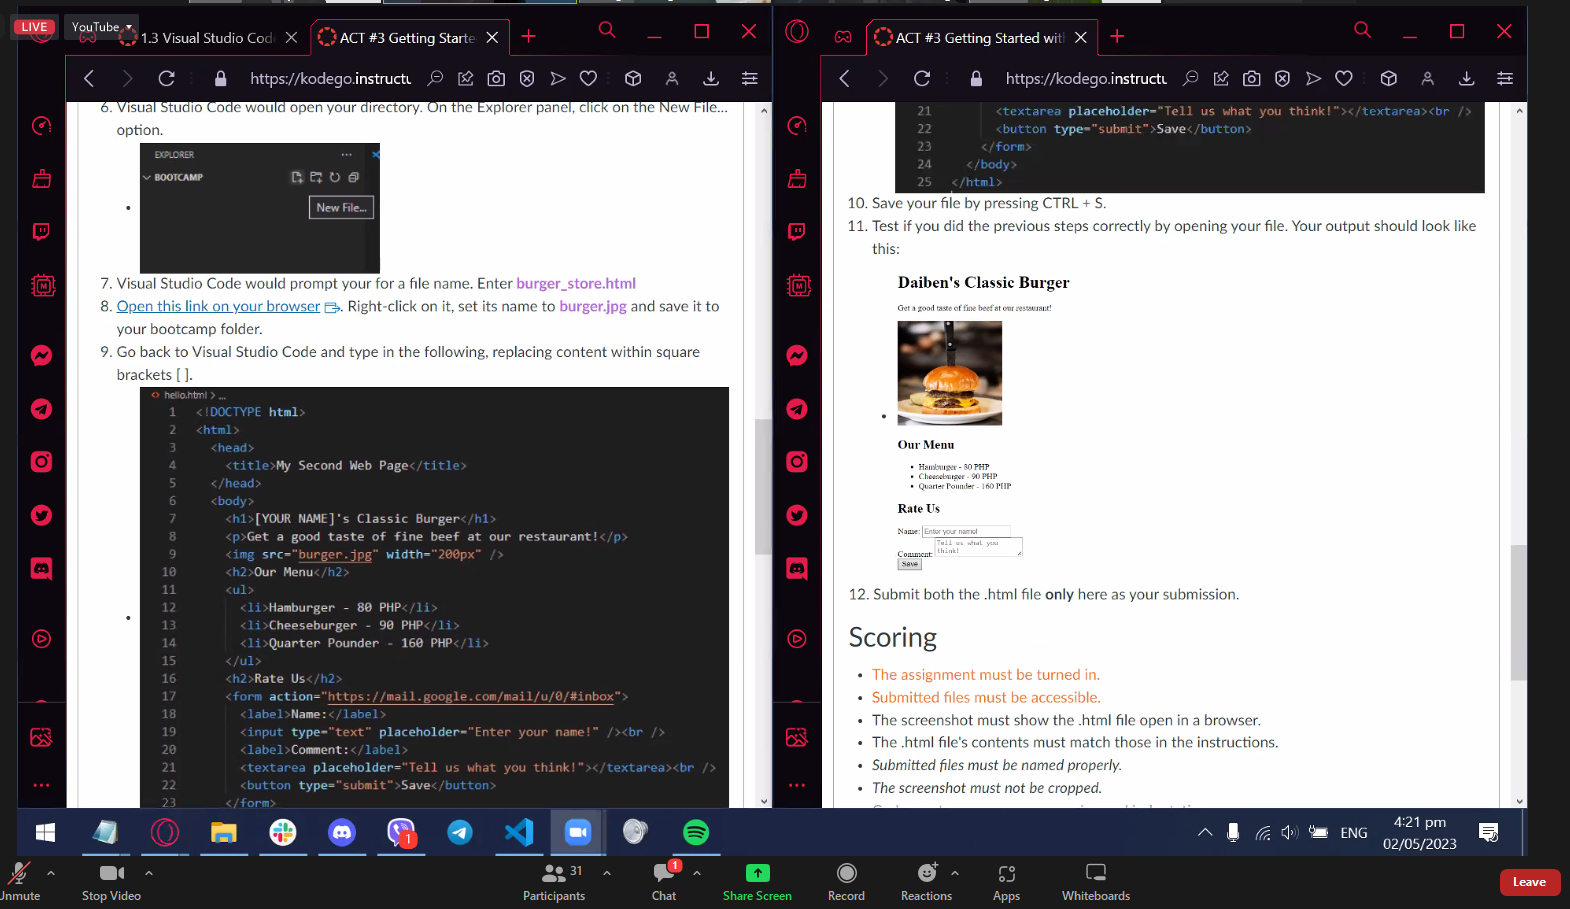 LIVE
YouTube
1.3 Visual Studio Cod
ACT #3 Getting Starte
https://kodego.instructu
6. Visual Studio Code would open your directory. On the Explorer panel, click on the New File...
option.
EXPLORER
BOOTCAMP
New File...
7. Visual Studio Code would prompt your for a file name. Enter burger_store.html
8. Open this link on your browser. Right-click on it, set its name to burger.jpg and save it to
your bootcamp folder.
9. Go back to Visual Studio Code and type in the following, replacing content within square
brackets [ ].
hello.html > ...
1 <!DOCTYPE html>
2 <html>
3 <head>
4 <title>My Second Web Page</title>
5 </head>
6 <body>
7 <h1>[YOUR NAME]'s Classic Burger</h1>
8 <p>Get a good taste of fine beef at our restaurant!</p>
9 <img src="burger.jpg" width="200px" />
10 <h2>Our Menu</h2>
11 <ul>
12 <li>Hamburger - 80 PHP</li>
13 <li>Cheeseburger - 90 PHP</li>
14 <li>Quarter Pounder - 160 PHP</li>
15 </ul>
16 <h2>Rate Us</h2>
17 <form action="https://mail.google.com/mail/u/0/#inbox">
18 <label>Name:</label>
19 <input type="text" placeholder="Enter your name!" /><br />
20 <label>Comment:</label>
21 <textarea placeholder="Tell us what you think!"></textarea><br />
22 <button type="submit">Save</button>
23 </form>
ACT #3 Getting Started wit
https://kodego.instructu
21 <textarea placeholder="Tell us what you think!"></textarea><br />
22 <button type="submit">Save</button>
23 </form>
24 </body>
25 </html>
10. Save your file by pressing CTRL + S.
11. Test if you did the previous steps correctly by opening your file. Your output should look like
this:
Daiben's Classic Burger
Get a good taste of fine beef at our restaurant!
Our Menu
Hamburger - 80 PHP
Cheeseburger - 90 PHP
Quarter Pounder - 160 PHP
Rate Us
Name: Enter your name!
Comment: Tell us what you
think!
Save
12. Submit both the .html file only here as your submission.
Scoring
The assignment must be turned in.
Submitted files must be accessible.
The screenshot must show the .html file open in a browser.
The .html file's contents must match those in the instructions.
Submitted files must be named properly.
The screenshot must not be cropped.
1
ENG
4:21 pm
02/05/2023
Unmute
Stop Video
31
Participants
1
Chat
Share Screen
Record
Reactions
Apps
Whiteboards
Leave